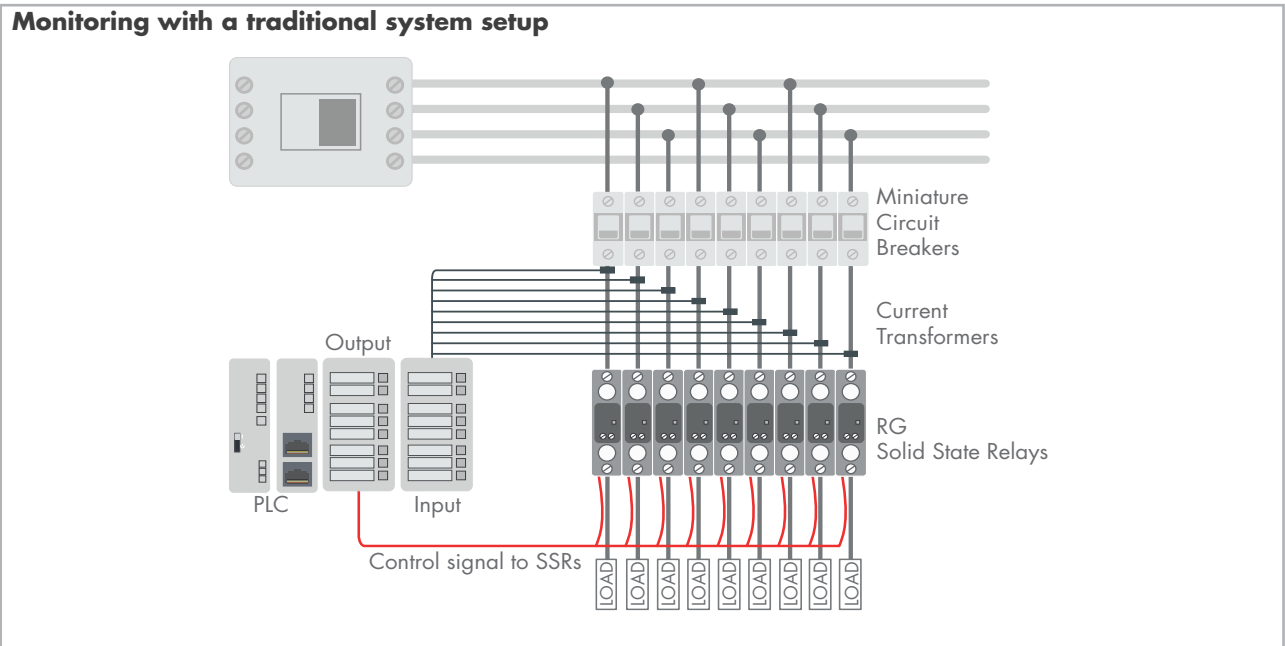 Monitoring with a traditional system setup
Miniature
Circuit
Breakers
Current
Transformers
Output
RG
Solid State Relays
PLC
Input
Control signal to SSRs
LOAD
LOAD
LOAD
LOAD
LOAD
LOAD
LOAD
LOAD
LOAD